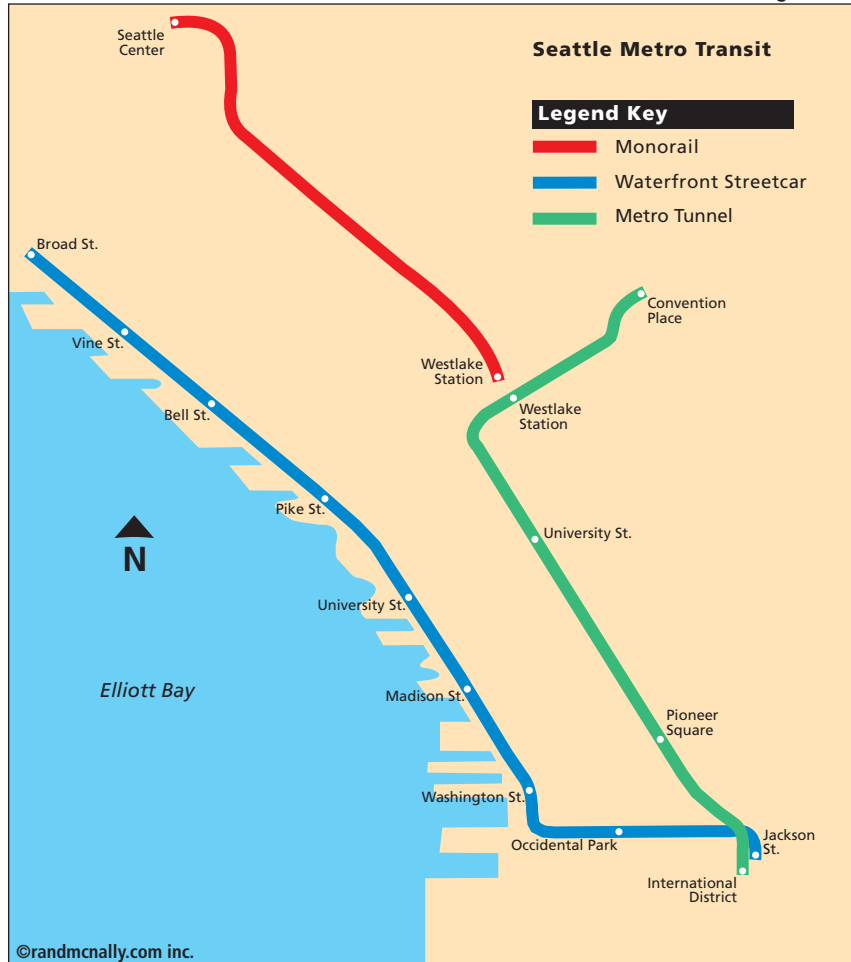 Seattle
Center
Seattle Metro Transit
Legend Key
Monorail
Waterfront Streetcar
Metro Tunnel
Broad St.
Convention
Place
Vine St.
Westlake
Station
Westlake
Station
Bell St.
Pike St.
University St.
N
University St.
Elliott Bay
Madison St.
Pioneer
Square
Washington St.
Occidental Park
Jackson
St.
International
District
©randmcnally.com inc.